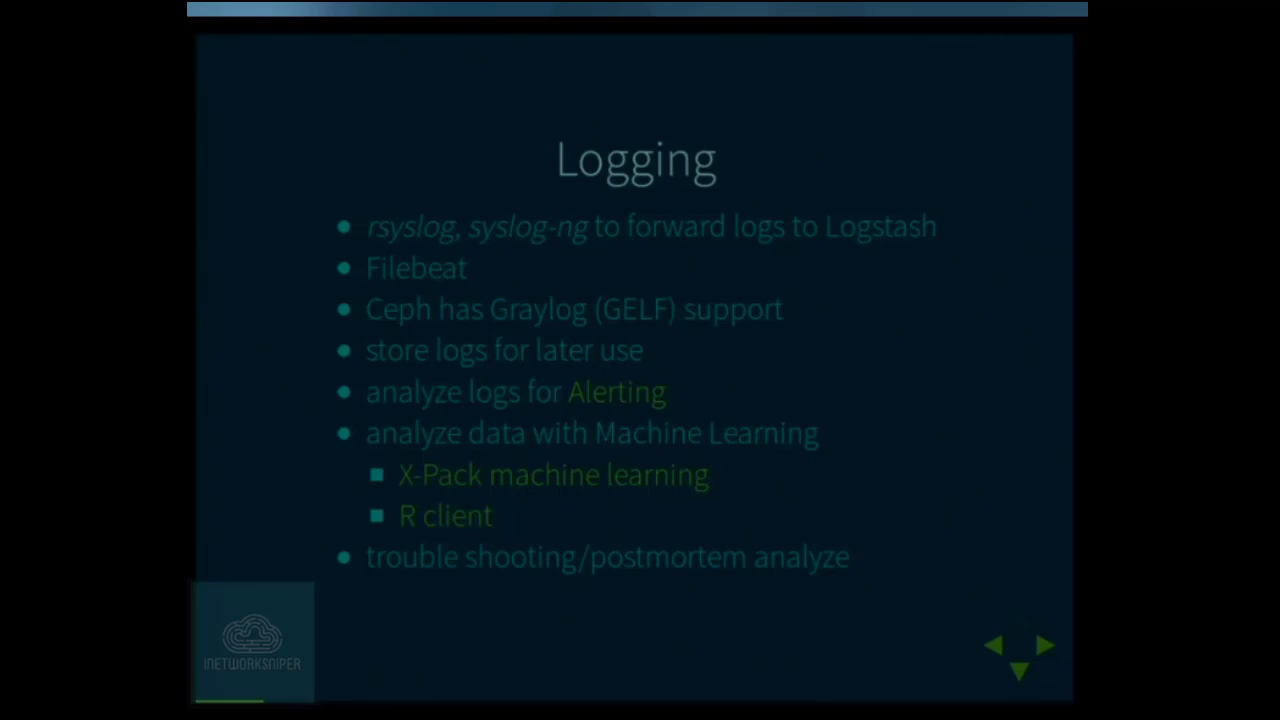 Logging
rsyslog, syslog-ng to forward logs to Logstash
Filebeat
Ceph has Graylog (GELF) support
store logs for later use
analyze logs for Alerting
analyze data with Machine Learning
X-Pack machine learning
R client
trouble shooting/postmortem analyze
INETWORKSNIPER